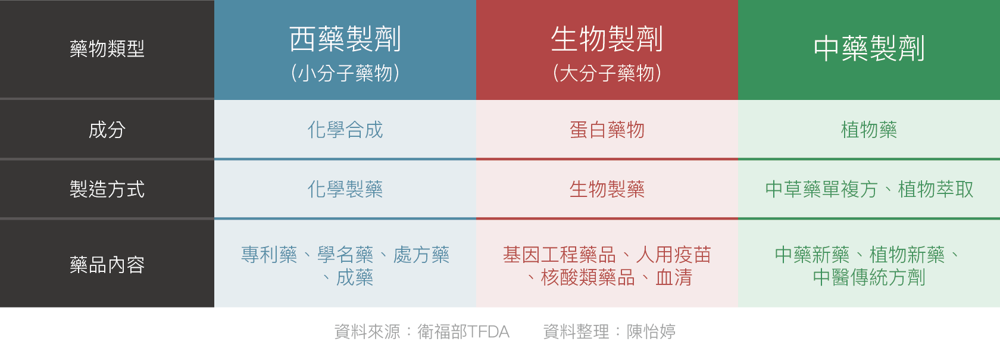 藥物類型
西藥製劑
（小分子藥物）
生物製劑
（大分子藥物）
中藥製劑
成分
化學合成
蛋白藥物
植物藥
製造方式
化學製藥
生物製藥
中草藥單複方、植物萃取
藥品內容
專利藥、學名藥、處方藥
、成藥
基因工程藥品、人用疫苗
、核酸類藥品、血清
中藥新藥、植物新藥、
中醫傳統方劑
資料來源：衛福部TFDA
資料整理：陳怡婷